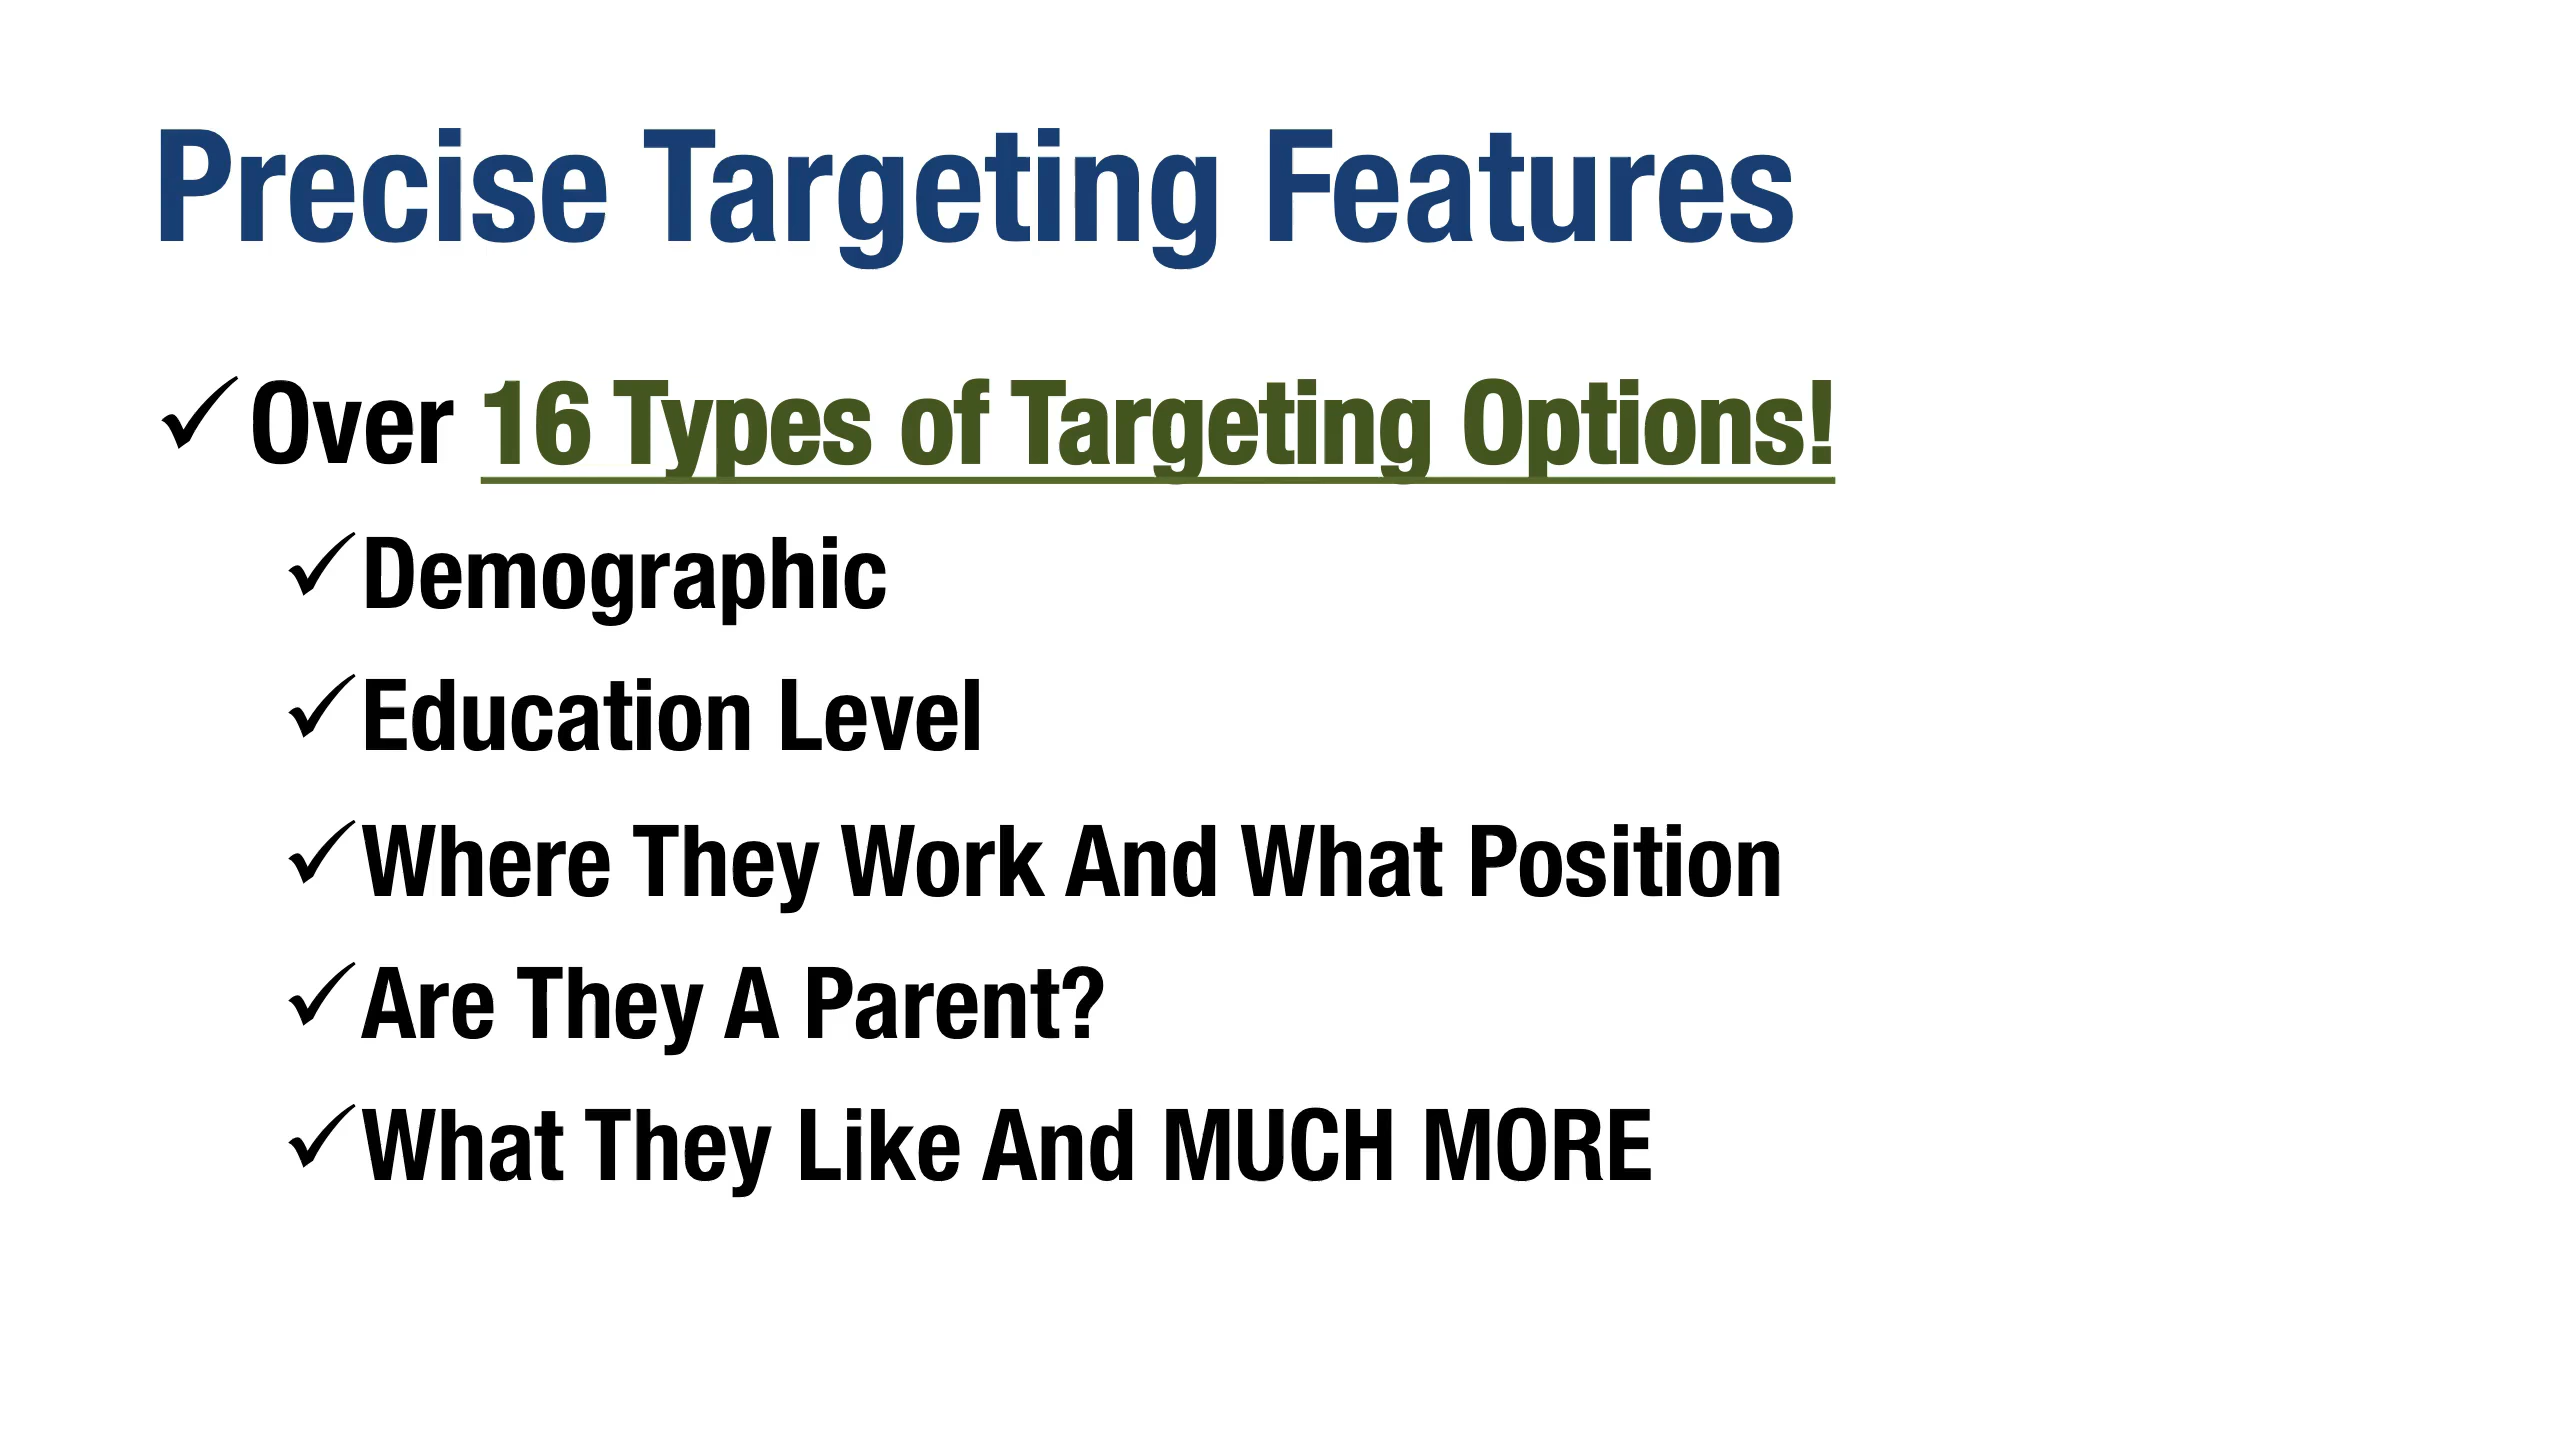 Precise Targeting Features
✓ Over 16 Types of Targeting Options!
✓ Demographic
✓ Education Level
✓ Where They Work And What Position
✓ Are They A Parent?
✓ What They Like And MUCH MORE